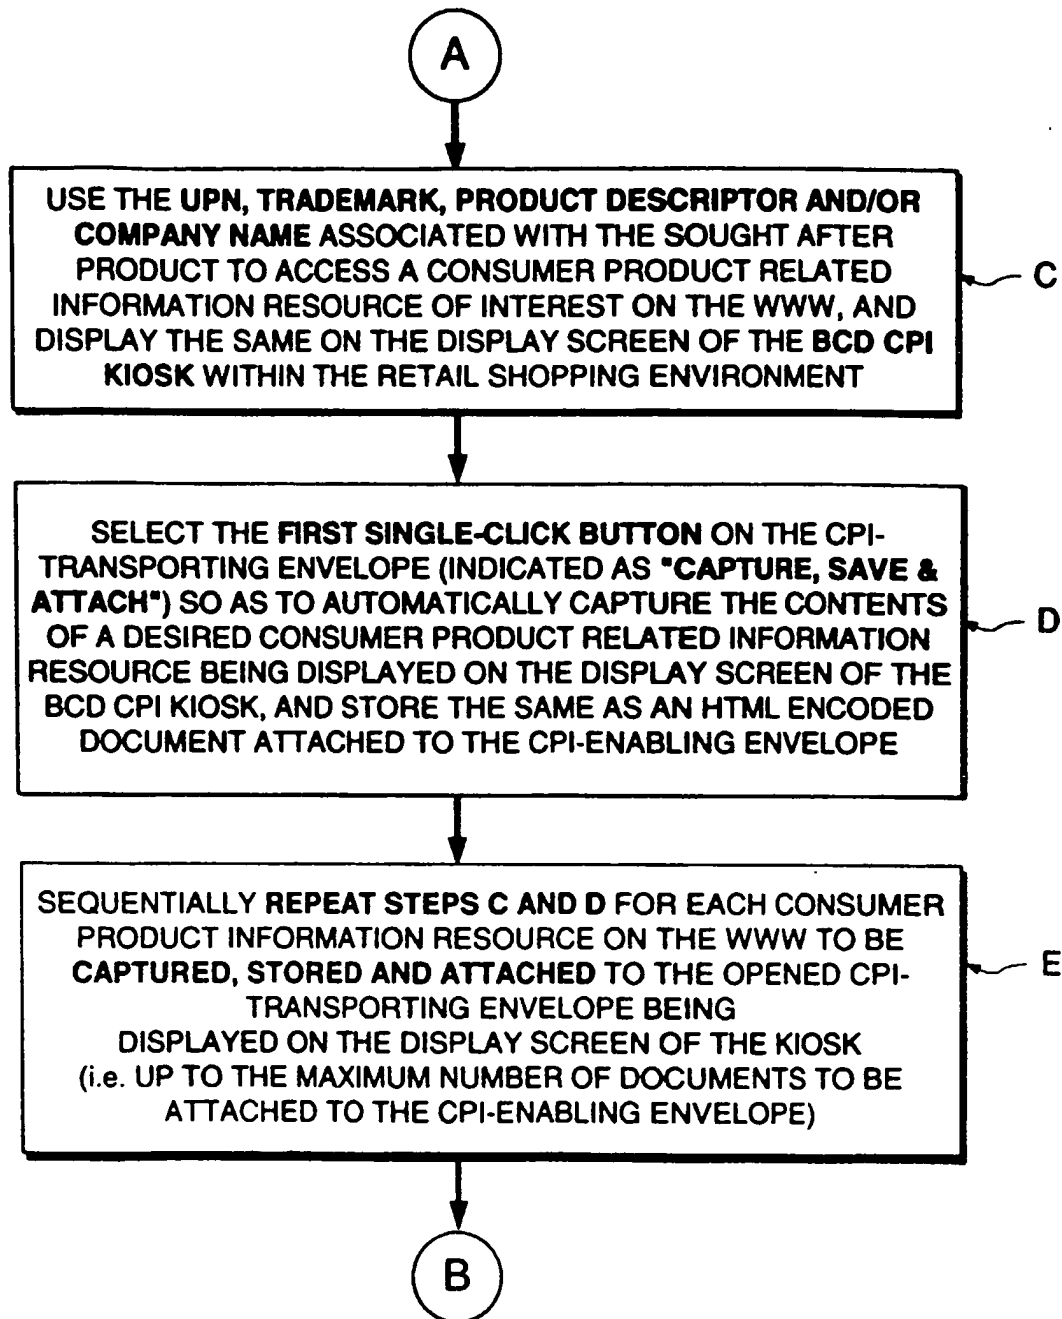 A
USE THE UPN, TRADEMARK, PRODUCT DESCRIPTOR AND/OR
COMPANY NAME ASSOCIATED WITH THE SOUGHT AFTER
PRODUCT TO ACCESS A CONSUMER PRODUCT RELATED
INFORMATION RESOURCE OF INTEREST ON THE WWW, AND
DISPLAY THE SAME ON THE DISPLAY SCREEN OF THE BCD CPI
KIOSK WITHIN THE RETAIL SHOPPING ENVIRONMENT
C
SELECT THE FIRST SINGLE-CLICK BUTTON ON THE CPI-
TRANSPORTING ENVELOPE (INDICATED AS "CAPTURE, SAVE &
ATTACH") SO AS TO AUTOMATICALLY CAPTURE THE CONTENTS
OF A DESIRED CONSUMER PRODUCT RELATED INFORMATION
RESOURCE BEING DISPLAYED ON THE DISPLAY SCREEN OF THE
BCD CPI KIOSK, AND STORE THE SAME AS AN HTML ENCODED
DOCUMENT ATTACHED TO THE CPI-ENABLING ENVELOPE
D
SEQUENTIALLY REPEAT STEPS C AND D FOR EACH CONSUMER
PRODUCT INFORMATION RESOURCE ON THE WWW TO BE
CAPTURED, STORED AND ATTACHED TO THE OPENED CPI-
TRANSPORTING ENVELOPE BEING
DISPLAYED ON THE DISPLAY SCREEN OF THE KIOSK
(i.e. UP TO THE MAXIMUM NUMBER OF DOCUMENTS TO BE
ATTACHED TO THE CPI-ENABLING ENVELOPE)
E
B